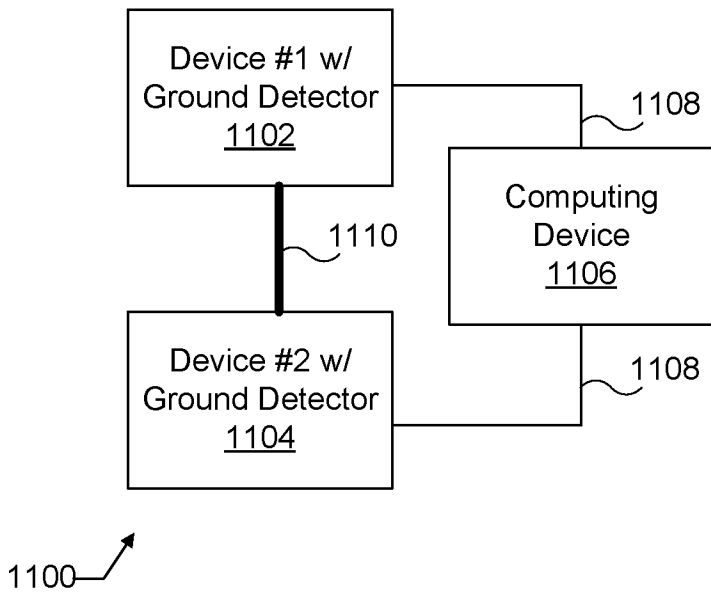 Device #1 w/
Ground Detector
1102
1108
Computing
Device
1106
1110
Device #2 w/
Ground Detector
1104
1108
1100